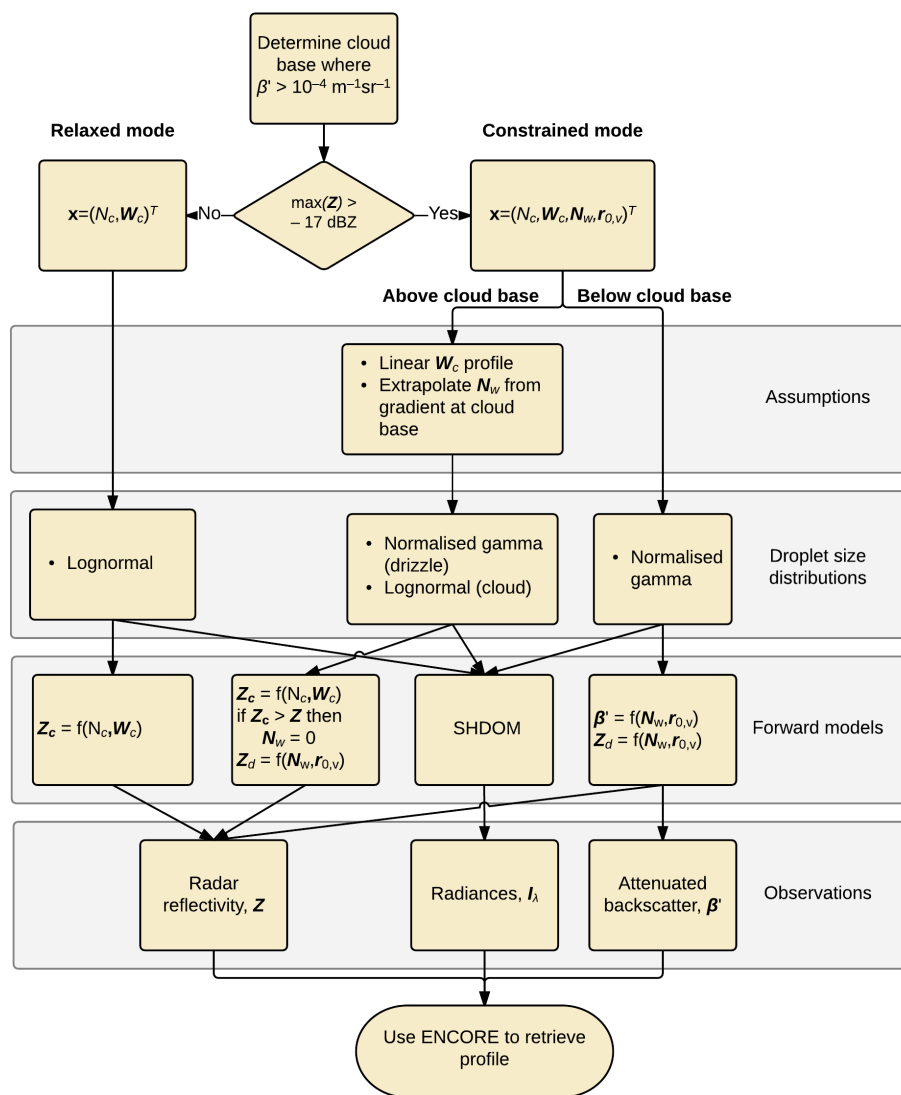 Determine cloud
base where
β' > 10⁻⁴ m⁻¹sr⁻¹
Relaxed mode
Constrained mode
x=(N_c,W_c)^T
No
max(Z) >
– 17 dBZ
Yes
x=(N_c,W_c,N_w,r_0,v)^T
Above cloud base
Below cloud base
• Linear W_c profile
• Extrapolate N_w from
gradient at cloud
base
Assumptions
• Lognormal
• Normalised gamma
(drizzle)
• Lognormal (cloud)
• Normalised
gamma
Droplet size
distributions
Z_c = f(N_c,W_c)
Z_c = f(N_c,W_c)
if Z_c > Z then
N_w = 0
Z_d = f(N_w,r_0,v)
SHDOM
β' = f(N_w,r_0,v)
Z_d = f(N_w,r_0,v)
Forward models
Radar
reflectivity, Z
Radiances, I_λ
Attenuated
backscatter, β'
Observations
Use ENCORE to retrieve
profile